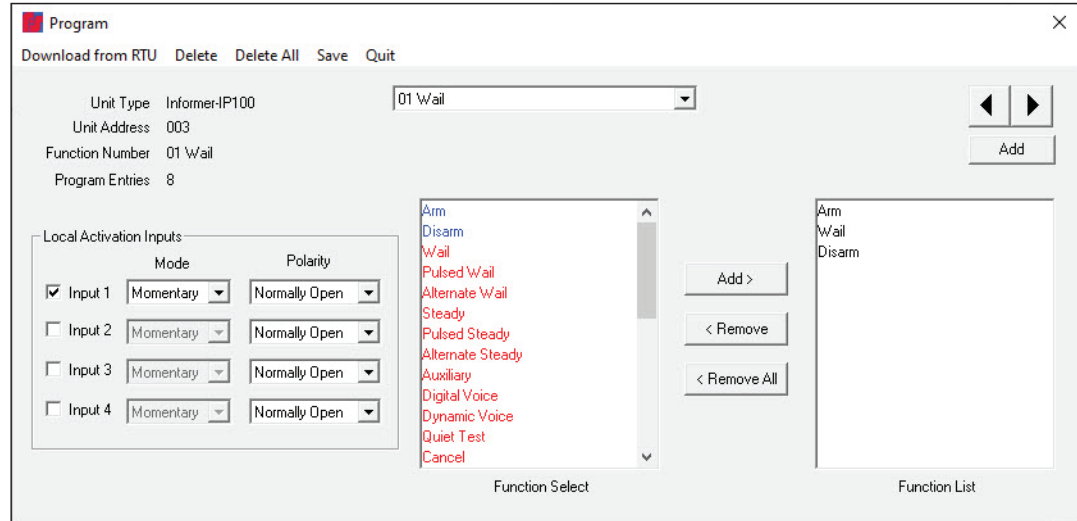 Program
Download from RTU Delete Delete All Save Quit
Unit Type Informer-IP100
Unit Address 003
Function Number 01 Wail
Program Entries 8
01 Wail
Add
Local Activation Inputs
Mode Polarity
Input 1 Momentary Normally Open
Input 2 Momentary Normally Open
Input 3 Momentary Normally Open
Input 4 Momentary Normally Open
Arm
Disarm
Wail
Pulsed Wail
Alternate Wail
Steady
Pulsed Steady
Alternate Steady
Auxiliary
Digital Voice
Dynamic Voice
Quiet Test
Cancel
Function Select
Add >
< Remove
< Remove All
Arm
Wail
Disarm
Function List